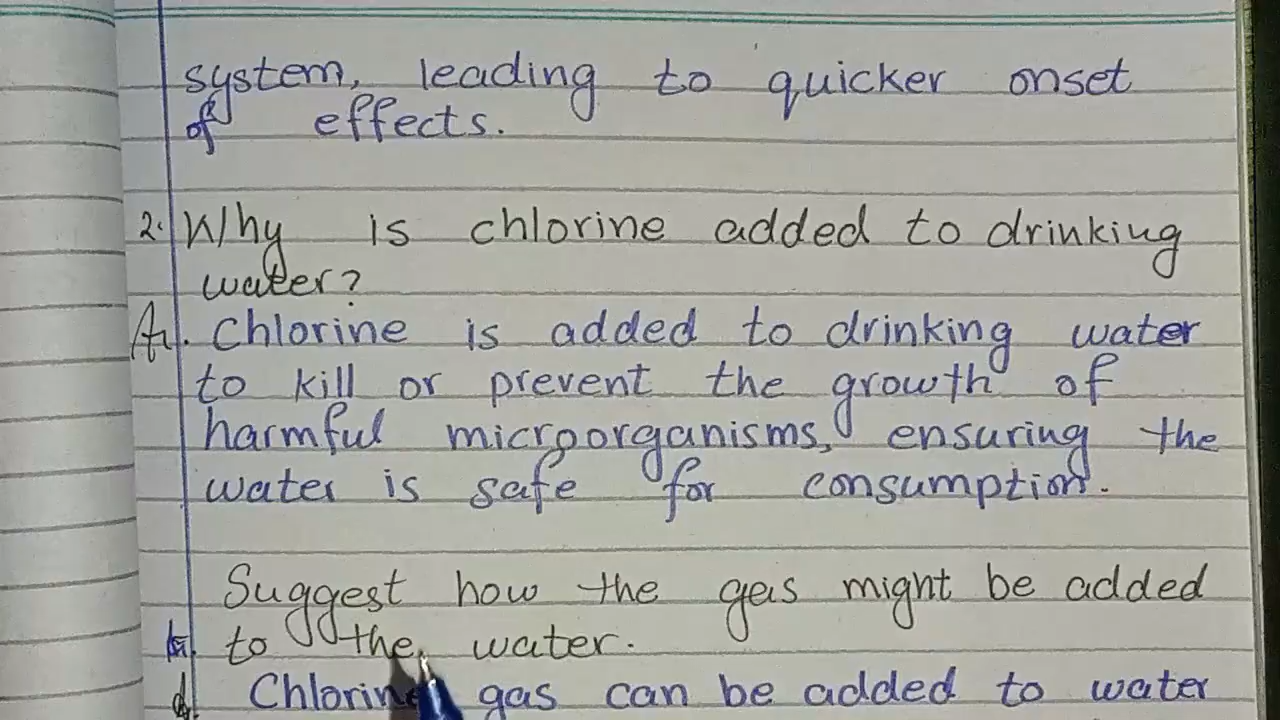 system, leading to quicker onset
of effects.
2. Why is chlorine added to drinking
water?
A. Chlorine is added to drinking water
to kill or prevent the growth of
harmful microorganisms, ensuring the
water is safe for consumption.
Suggest how the gas might be added
to the water.
Chlorine gas can be added to water